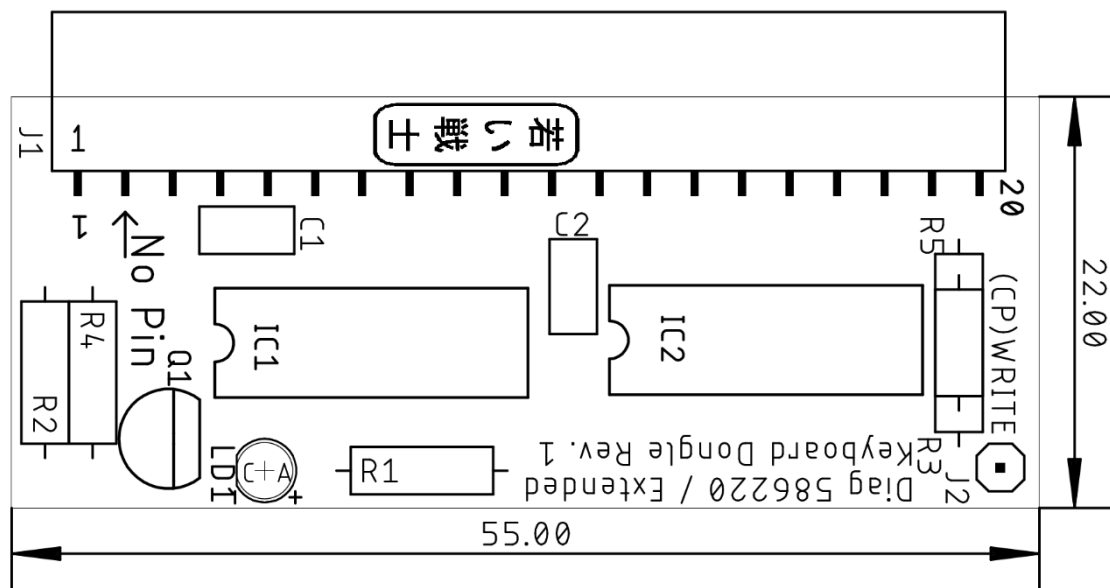 若い戦士
J1
1
1
20
No Pin
C1
C2
R5
(CP)WRITE
22.00
R2
R4
Q1
IC1
IC2
LD1
C+A
+
R1
Diag 586220 / Extended
Keyboard Dongle Rev. 1
R3
J2
55.00